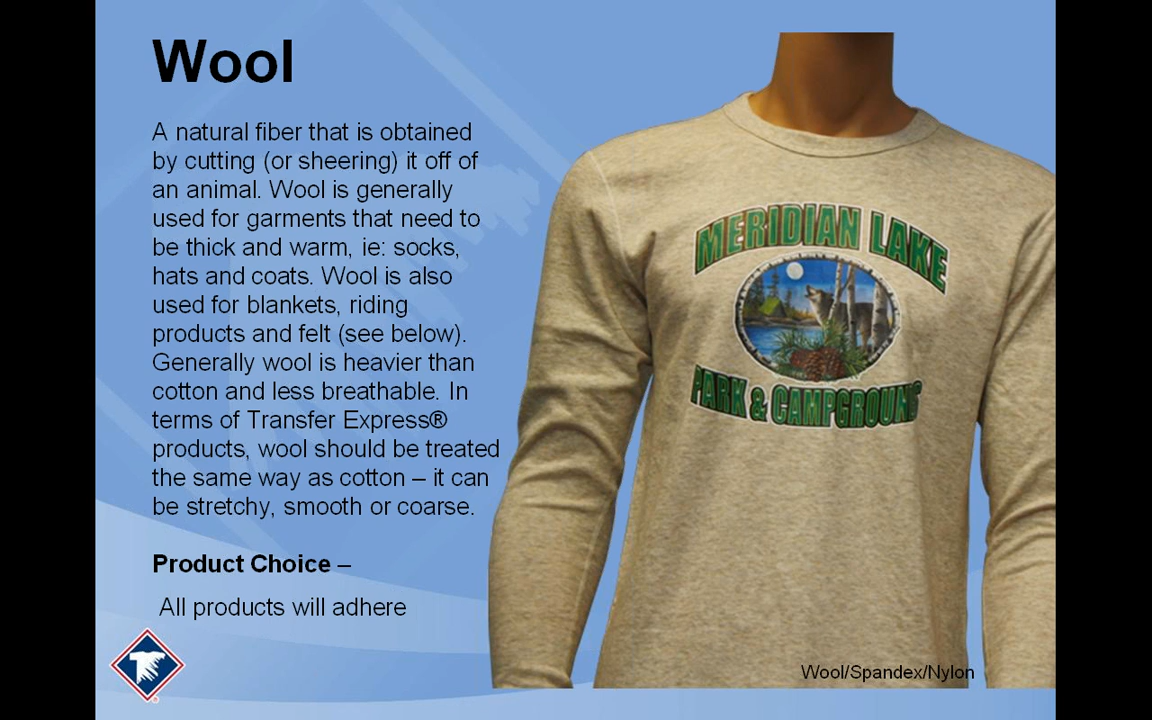 Wool
A natural fiber that is obtained
by cutting (or sheering) it off of
an animal. Wool is generally
used for garments that need to
be thick and warm, ie: socks,
hats and coats. Wool is also
used for blankets, riding
products and felt (see below).
Generally wool is heavier than
cotton and less breathable. In
terms of Transfer Express®
products, wool should be treated
the same way as cotton – it can
be stretchy, smooth or coarse.
Product Choice –
All products will adhere
MERIDIAN LAKE
PARK & CAMPGROUND
Wool/Spandex/Nylon